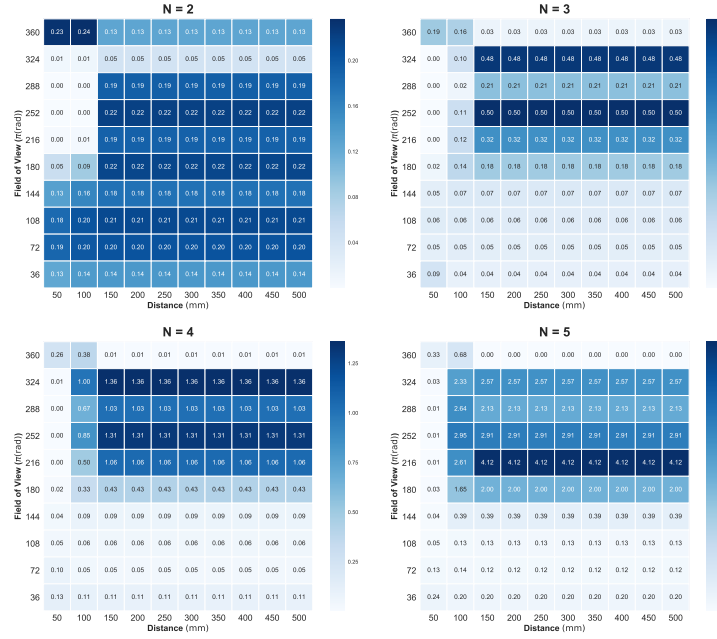 N = 2
Field of View (π(rad))
360 0.23 0.24 0.13 0.13 0.13 0.13 0.13 0.13 0.13 0.13
324 0.01 0.01 0.05 0.05 0.05 0.05 0.05 0.05 0.05 0.05
288 0.00 0.00 0.19 0.19 0.19 0.19 0.19 0.19 0.19 0.19
252 0.00 0.00 0.22 0.22 0.22 0.22 0.22 0.22 0.22 0.22
216 0.00 0.01 0.19 0.19 0.19 0.19 0.19 0.19 0.19 0.19
180 0.05 0.09 0.22 0.22 0.22 0.22 0.22 0.22 0.22 0.22
144 0.13 0.16 0.18 0.18 0.18 0.18 0.18 0.18 0.18 0.18
108 0.18 0.20 0.21 0.21 0.21 0.21 0.21 0.21 0.21 0.21
72 0.19 0.20 0.20 0.20 0.20 0.20 0.20 0.20 0.20 0.20
36 0.13 0.14 0.14 0.14 0.14 0.14 0.14 0.14 0.14 0.14
50 100 150 200 250 300 350 400 450 500
Distance (mm)
0.20
0.16
0.12
0.08
0.04
N = 3
Field of View (π(rad))
360 0.19 0.16 0.03 0.03 0.03 0.03 0.03 0.03 0.03 0.03
324 0.00 0.10 0.48 0.48 0.48 0.48 0.48 0.48 0.48 0.48
288 0.00 0.02 0.21 0.21 0.21 0.21 0.21 0.21 0.21 0.21
252 0.00 0.11 0.50 0.50 0.50 0.50 0.50 0.50 0.50 0.50
216 0.00 0.12 0.32 0.32 0.32 0.32 0.32 0.32 0.32 0.32
180 0.02 0.14 0.18 0.18 0.18 0.18 0.18 0.18 0.18 0.18
144 0.05 0.07 0.07 0.07 0.07 0.07 0.07 0.07 0.07 0.07
108 0.06 0.06 0.06 0.06 0.06 0.06 0.06 0.06 0.06 0.06
72 0.05 0.05 0.05 0.05 0.05 0.05 0.05 0.05 0.05 0.05
36 0.09 0.04 0.04 0.04 0.04 0.04 0.04 0.04 0.04 0.04
50 100 150 200 250 300 350 400 450 500
Distance (mm)
N = 4
Field of View (π(rad))
360 0.26 0.38 0.01 0.01 0.01 0.01 0.01 0.01 0.01 0.01
324 0.01 1.00 1.36 1.36 1.36 1.36 1.36 1.36 1.36 1.36
288 0.00 0.67 1.03 1.03 1.03 1.03 1.03 1.03 1.03 1.03
252 0.00 0.85 1.31 1.31 1.31 1.31 1.31 1.31 1.31 1.31
216 0.00 0.50 1.06 1.06 1.06 1.06 1.06 1.06 1.06 1.06
180 0.02 0.33 0.43 0.43 0.43 0.43 0.43 0.43 0.43 0.43
144 0.04 0.09 0.09 0.09 0.09 0.09 0.09 0.09 0.09 0.09
108 0.05 0.06 0.06 0.06 0.06 0.06 0.06 0.06 0.06 0.06
72 0.10 0.05 0.05 0.05 0.05 0.05 0.05 0.05 0.05 0.05
36 0.13 0.11 0.11 0.11 0.11 0.11 0.11 0.11 0.11 0.11
50 100 150 200 250 300 350 400 450 500
Distance (mm)
1.25
1.00
0.75
0.50
0.25
N = 5
Field of View (π(rad))
360 0.33 0.68 0.00 0.00 0.00 0.00 0.00 0.00 0.00 0.00
324 0.03 2.33 2.57 2.57 2.57 2.57 2.57 2.57 2.57 2.57
288 0.01 2.64 2.13 2.13 2.13 2.13 2.13 2.13 2.13 2.13
252 0.01 2.95 2.91 2.91 2.91 2.91 2.91 2.91 2.91 2.91
216 0.01 2.61 4.12 4.12 4.12 4.12 4.12 4.12 4.12 4.12
180 0.03 1.65 2.00 2.00 2.00 2.00 2.00 2.00 2.00 2.00
144 0.04 0.39 0.39 0.39 0.39 0.39 0.39 0.39 0.39 0.39
108 0.05 0.13 0.13 0.13 0.13 0.13 0.13 0.13 0.13 0.13
72 0.13 0.14 0.12 0.12 0.12 0.12 0.12 0.12 0.12 0.12
36 0.24 0.20 0.20 0.20 0.20 0.20 0.20 0.20 0.20 0.20
50 100 150 200 250 300 350 400 450 500
Distance (mm)